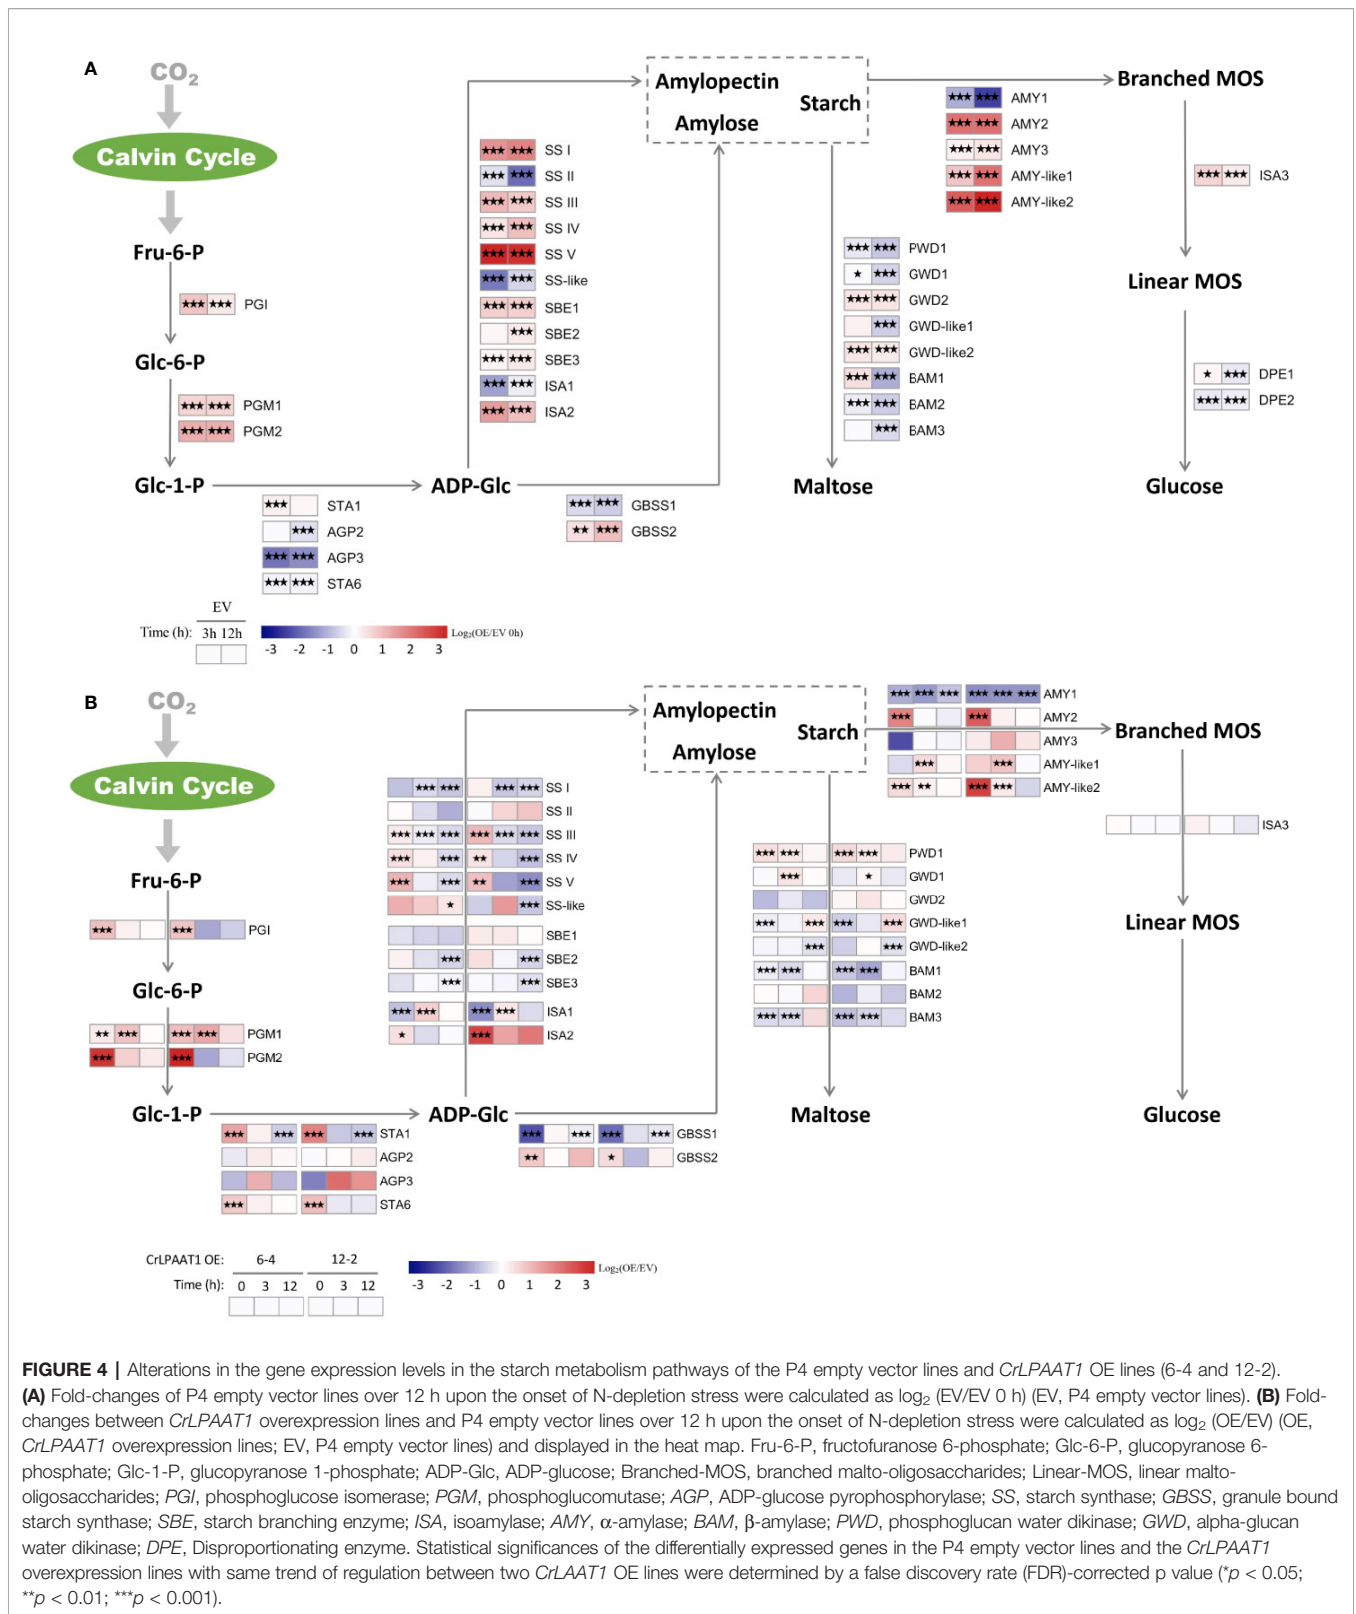 A
CO2
Calvin Cycle
Fru-6-P
★★★ ★★★ PGI
Glc-6-P
★★★ ★★★ PGM1
★★★ ★★★ PGM2
Glc-1-P
★★★ STA1
★★★ AGP2
★★★ ★★★ AGP3
★★★ ★★★ STA6
ADP-Glc
★★★ ★★★ SS I
★★★ ★★★ SS II
★★★ ★★★ SS III
★★★ ★★★ SS IV
★★★ ★★★ SS V
★★★ ★★★ SS-like
★★★ ★★★ SBE1
★★★ SBE2
★★★ ★★★ SBE3
★★★ ★★★ ISA1
★★★ ★★★ ISA2
★★★ ★★★ GBSS1
★★ ★★★ GBSS2
Amylopectin
Starch
Amylose
★★★ ★★★ PWD1
★ ★★★ GWD1
★★★ ★★★ GWD2
★★★ GWD-like1
★★★ ★★★ GWD-like2
★★★ ★★★ BAM1
★★★ ★★★ BAM2
★★★ BAM3
Maltose
★★★ ★★★ AMY1
★★★ ★★★ AMY2
★★★ ★★★ AMY3
★★★ ★★★ AMY-like1
★★★ ★★★ AMY-like2
Branched MOS
★★★ ★★★ ISA3
Linear MOS
★ ★★★ DPE1
★★★ ★★★ DPE2
Glucose
EV
Time (h): 3h 12h
-3 -2 -1 0 1 2 3
Log2(OE/EV 0h)
B
CO2
Calvin Cycle
Fru-6-P
★★★ ★★★ PGI
Glc-6-P
★★ ★★★ ★★★ ★★★ PGM1
★★★ ★★★ PGM2
Glc-1-P
★★★ ★★★ ★★★ ★★★ STA1
AGP2
AGP3
★★★ ★★★ STA6
ADP-Glc
★★★ ★★★ ★★★ ★★★ SS I
SS II
★★★ ★★★ ★★★ ★★★ ★★★ ★★★ SS III
★★★ ★★★ ★★ ★★★ SS IV
★★★ ★★★ ★★ ★★★ SS V
★ ★★★ SS-like
SBE1
★★★ ★★★ SBE2
★★★ ★★★ SBE3
★★★ ★★★ ★★★ ★★★ ISA1
★ ★★★ ISA2
★★★ ★★★ ★★★ ★★★ GBSS1
★★ ★ GBSS2
Amylopectin
Starch
Amylose
★★★ ★★★ ★★★ ★★★ PWD1
★★★ ★ GWD1
GWD2
★★★ ★★★ ★★★ ★★★ GWD-like1
★★★ ★★★ GWD-like2
★★★ ★★★ ★★★ ★★★ BAM1
BAM2
★★★ ★★★ ★★★ ★★★ BAM3
Maltose
★★★ ★★★ ★★★ ★★★ ★★★ ★★★ AMY1
★★★ ★★★ AMY2
AMY3
★★★ ★★★ AMY-like1
★★★ ★★ ★★★ ★★★ AMY-like2
Branched MOS
ISA3
Linear MOS
Glucose
CrLPAAT1 OE: 6-4 12-2
Time (h): 0 3 12 0 3 12
-3 -2 -1 0 1 2 3
Log2(OE/EV)
FIGURE 4 | Alterations in the gene expression levels in the starch metabolism pathways of the P4 empty vector lines and CrLPAAT1 OE lines (6-4 and 12-2).
(A) Fold-changes of P4 empty vector lines over 12 h upon the onset of N-depletion stress were calculated as log2 (EV/EV 0 h) (EV, P4 empty vector lines). (B) Fold-
changes between CrLPAAT1 overexpression lines and P4 empty vector lines over 12 h upon the onset of N-depletion stress were calculated as log2 (OE/EV) (OE,
CrLPAAT1 overexpression lines; EV, P4 empty vector lines) and displayed in the heat map. Fru-6-P, fructofuranose 6-phosphate; Glc-6-P, glucopyranose 6-
phosphate; Glc-1-P, glucopyranose 1-phosphate; ADP-Glc, ADP-glucose; Branched-MOS, branched malto-oligosaccharides; Linear-MOS, linear malto-
oligosaccharides; PGI, phosphoglucose isomerase; PGM, phosphoglucomutase; AGP, ADP-glucose pyrophosphorylase; SS, starch synthase; GBSS, granule bound
starch synthase; SBE, starch branching enzyme; ISA, isoamylase; AMY, α-amylase; BAM, β-amylase; PWD, phosphoglucan water dikinase; GWD, alpha-glucan
water dikinase; DPE, Disproportionating enzyme. Statistical significances of the differentially expressed genes in the P4 empty vector lines and the CrLPAAT1
overexpression lines with same trend of regulation between two CrLAAT1 OE lines were determined by a false discovery rate (FDR)-corrected p value (*p < 0.05;
**p < 0.01; ***p < 0.001).